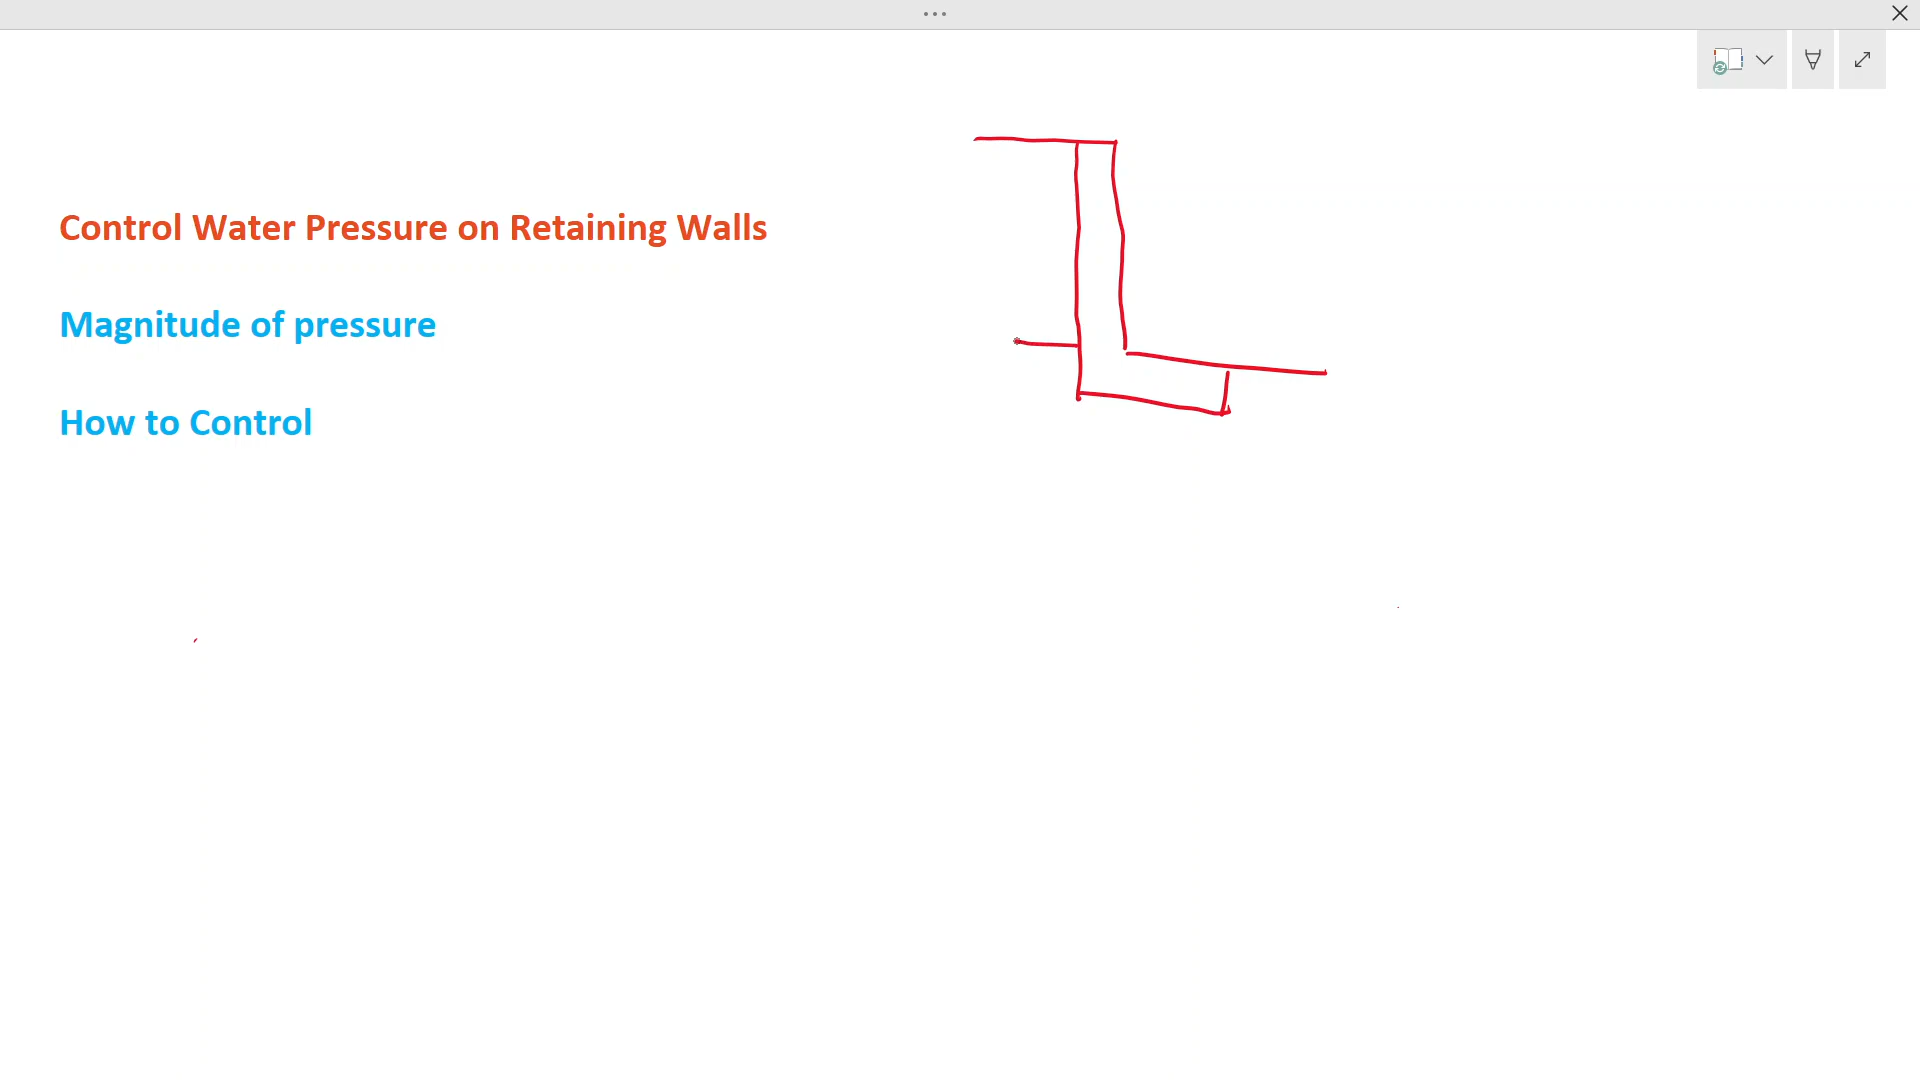 Control Water Pressure on Retaining Walls
Magnitude of pressure
How to Control